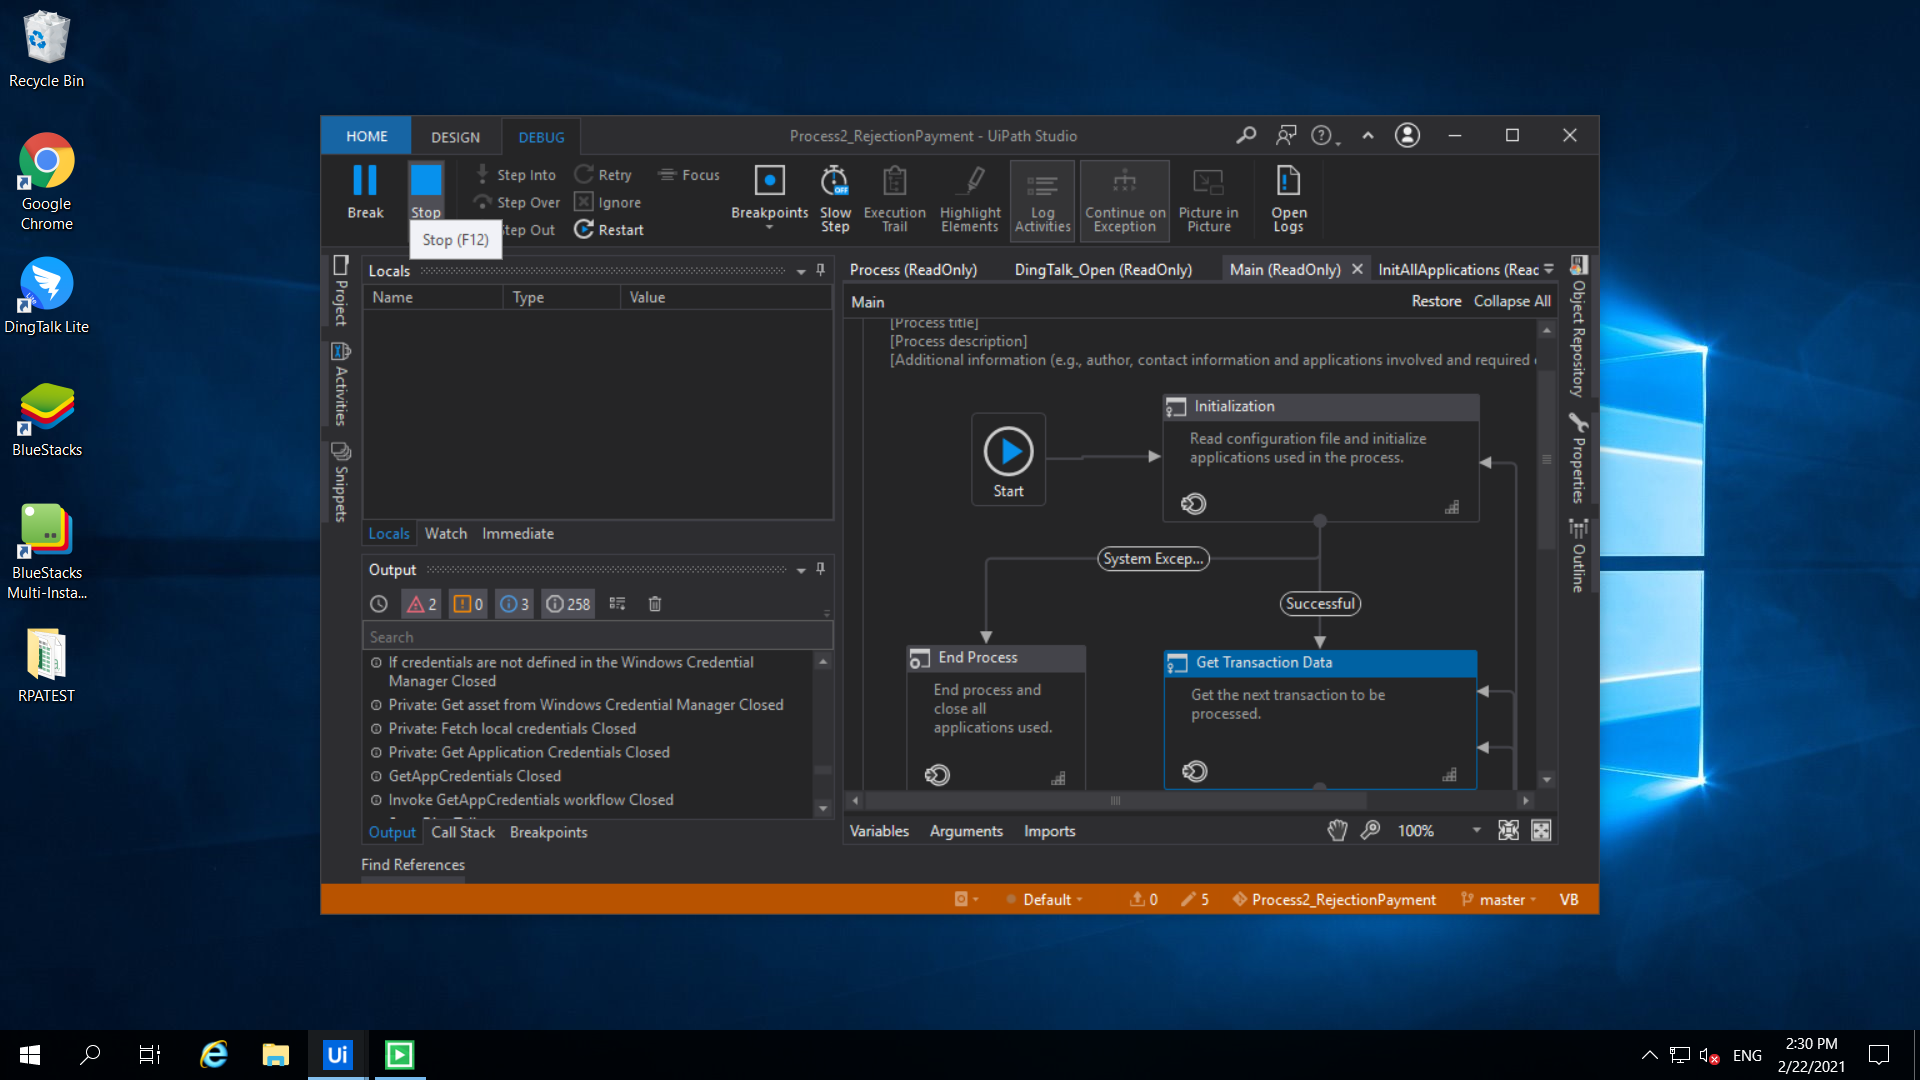 Recycle Bin
Google
Chrome
DingTalk Lite
BlueStacks
BlueStacks
Multi-Insta...
RPATEST
HOME
DESIGN
DEBUG
Process2_RejectionPayment - UiPath Studio
Break
Stop
Step Into
Step Over
tep Out
Retry
Ignore
Restart
Focus
Breakpoints
Slow
Step
OFF
Execution
Trail
Highlight
Elements
Log
Activities
Continue on
Exception
Picture in
Picture
Open
Logs
Stop (F12)
Project
Activities
Snippets
Locals
Name
Type
Value
Locals
Watch
Immediate
Output
2
0
3
258
Search
If credentials are not defined in the Windows Credential
Manager Closed
Private: Get asset from Windows Credential Manager Closed
Private: Fetch local credentials Closed
Private: Get Application Credentials Closed
GetAppCredentials Closed
Invoke GetAppCredentials workflow Closed
Output
Call Stack
Breakpoints
Find References
Process (ReadOnly)
DingTalk_Open (ReadOnly)
Main (ReadOnly)
InitAllApplications (Read
Main
Restore
Collapse All
[Process title]
[Process description]
[Additional information (e.g., author, contact information and applications involved and required
Start
Initialization
Read configuration file and initialize
applications used in the process.
System Excep...
Successful
End Process
End process and
close all
applications used.
Get Transaction Data
Get the next transaction to be
processed.
Variables
Arguments
Imports
100%
Object Repository
Properties
Outline
Default
0
5
Process2_RejectionPayment
master
VB
Ui
ENG
2:30 PM
2/22/2021